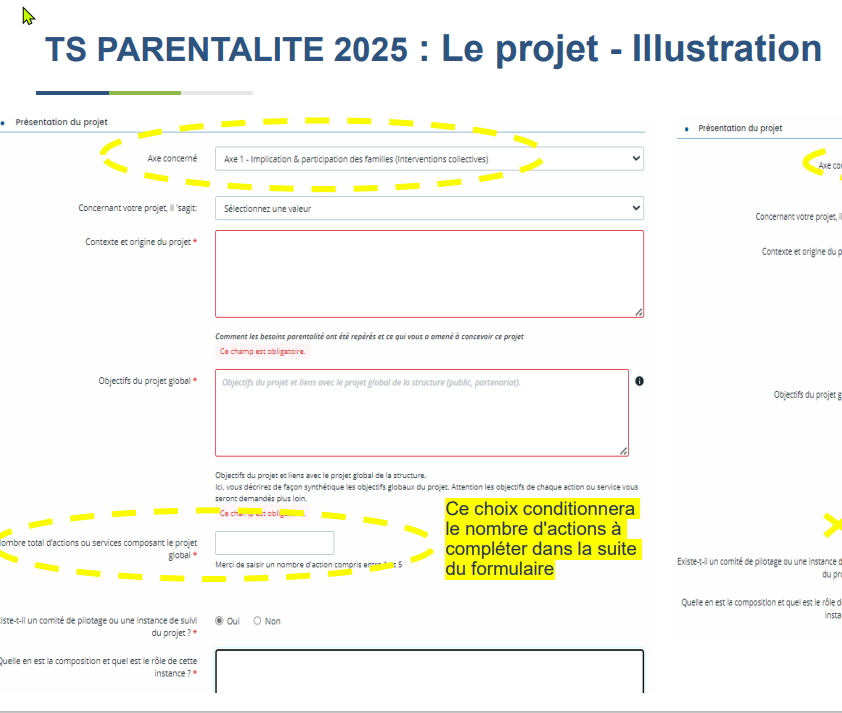 TS PARENTALITE 2025 : Le projet - Illustration
Présentation du projet
Axe concerné
Axe 1 - Implication & participation des familles (Interventions collectives)
Concernant votre projet, il 'sagit:
Sélectionnez une valeur
Contexte et origine du projet *
Comment les besoins parentalité ont été repérés et ce qui vous a amené à concevoir ce projet
Ce champ est obligatoire.
Objectifs du projet global *
Objectifs du projet et liens avec le projet global de la structure (public, partenariat).
Objectifs du projet et liens avec le projet global de la structure.
Ici, vous décrirez de façon synthétique les objectifs globaux du projet. Attention les objectifs de chaque action ou service vous
seront demandés plus loin.
Ce champ est obligatoire.
Nombre total d'actions ou services composant le projet
global *
Merci de saisir un nombre d'action compris entre 1 et 5
Ce choix conditionnera
le nombre d'actions à
compléter dans la suite
du formulaire
iste-t-il un comité de pilotage ou une instance de suivi
du projet ? *
Oui
Non
Quelle en est la composition et quel est le rôle de cette
instance ? *
Présentation du projet
Axe co
Concernant votre projet, i
Contexte et origine du p
Objectifs du projet g
Existe-t-il un comité de pilotage ou une instance d
du pro
Quelle en est la composition et quel est le rôle d
insta